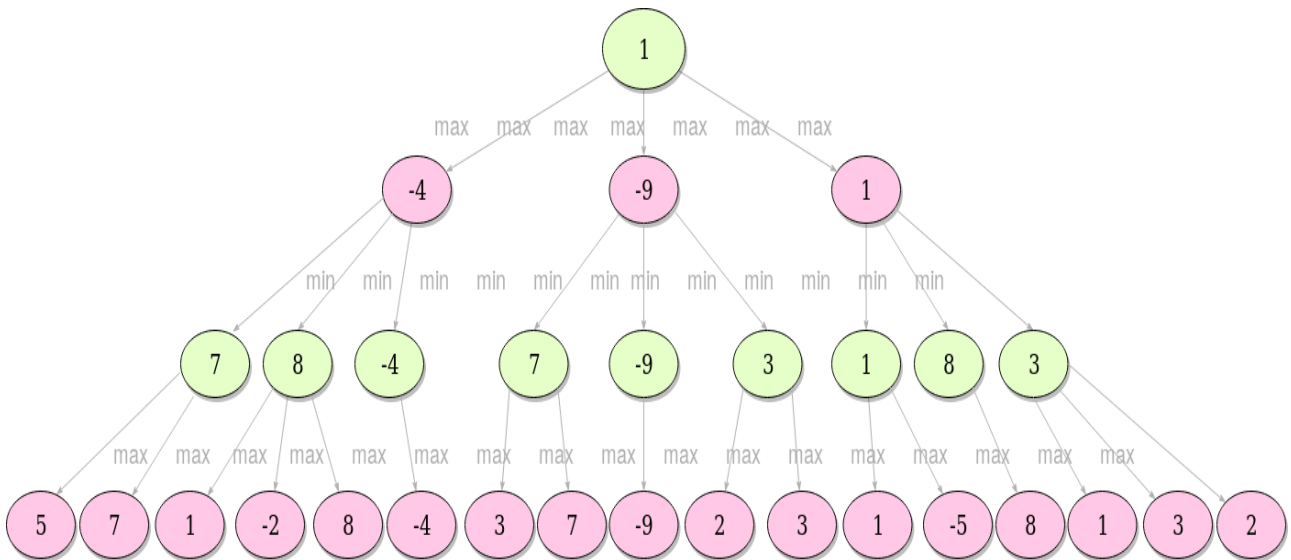 1
max max max max max max max
-4 -9 1
min min min min min min min min min min min min
7 8 -4 7 -9 3 1 8 3
max max max max max max max max max max max max max max max max max
5 7 1 -2 8 -4 3 7 -9 2 3 1 -5 8 1 3 2